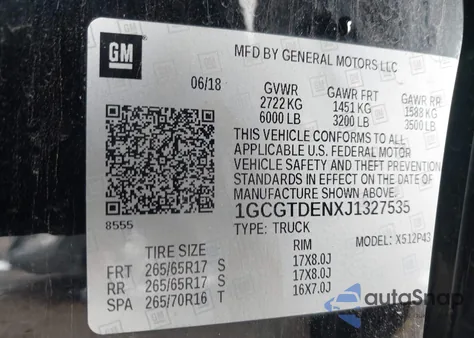 GM
MFD BY GENERAL MOTORS LLC
06/18
GVWR GAWR FRT GAWR RR
2722 KG 1451 KG 1588 KG
6000 LB 3200 LB 3500 LB
THIS VEHICLE CONFORMS TO ALL
APPLICABLE U.S. FEDERAL MOTOR
VEHICLE SAFETY AND THEFT PREVENTION
STANDARDS IN EFFECT ON THE DATE OF
MANUFACTURE SHOWN ABOVE.
1GCGTDENXJ1327535
8555
TYPE: TRUCK MODEL: X512P43
TIRE SIZE RIM
FRT 265/65R17 S 17X8.0J
RR 265/65R17 S 17X8.0J
SPA 265/70R16 T 16X7.0J
autoSnap